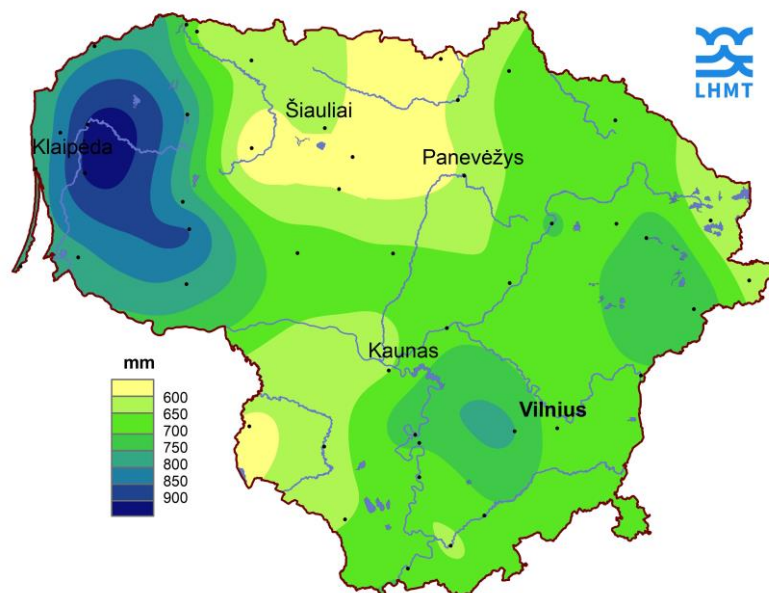 LHMT
Šiauliai
Klaipėda
Panevėžys
Kaunas
Vilnius
mm
600
650
700
750
800
850
900